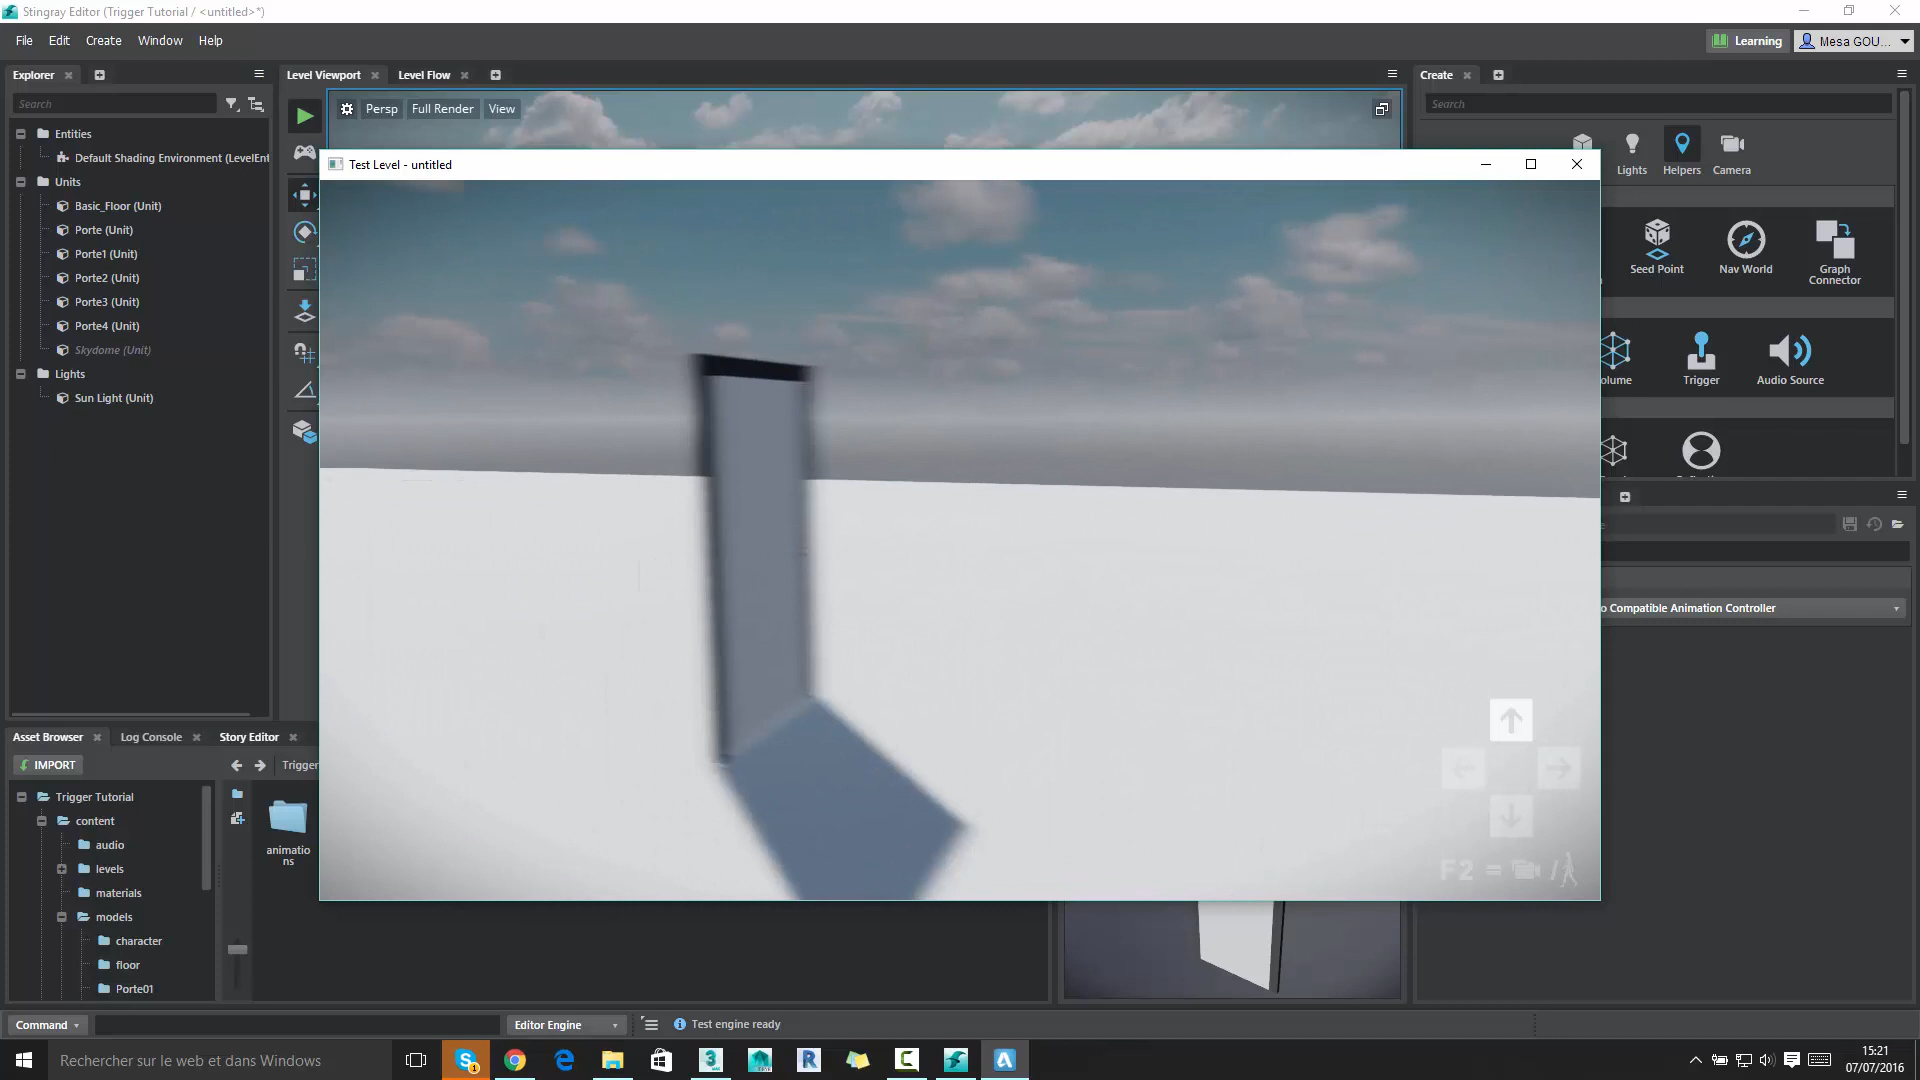 Stingray Editor (Trigger Tutorial / <untitled>*)
File Edit Create Window Help
Learning Mesa GOU...
Explorer
Level Viewport Level Flow
Create
Search
Search
Persp Full Render View
Entities
Default Shading Environment (LevelEnt
Units
Basic_Floor (Unit)
Porte (Unit)
Porte1 (Unit)
Porte2 (Unit)
Porte3 (Unit)
Porte4 (Unit)
Skydome (Unit)
Lights
Sun Light (Unit)
Test Level - untitled
Lights Helpers Camera
Seed Point Nav World Graph
Connector
olume Trigger Audio Source
o Compatible Animation Controller
F2 = /
Asset Browser Log Console Story Editor
IMPORT
Trigger
Trigger Tutorial
content
audio
levels
materials
models
character
floor
Porte01
animatio
ns
Command Editor Engine Test engine ready
Rechercher sur le web et dans Windows
15:21
07/07/2016